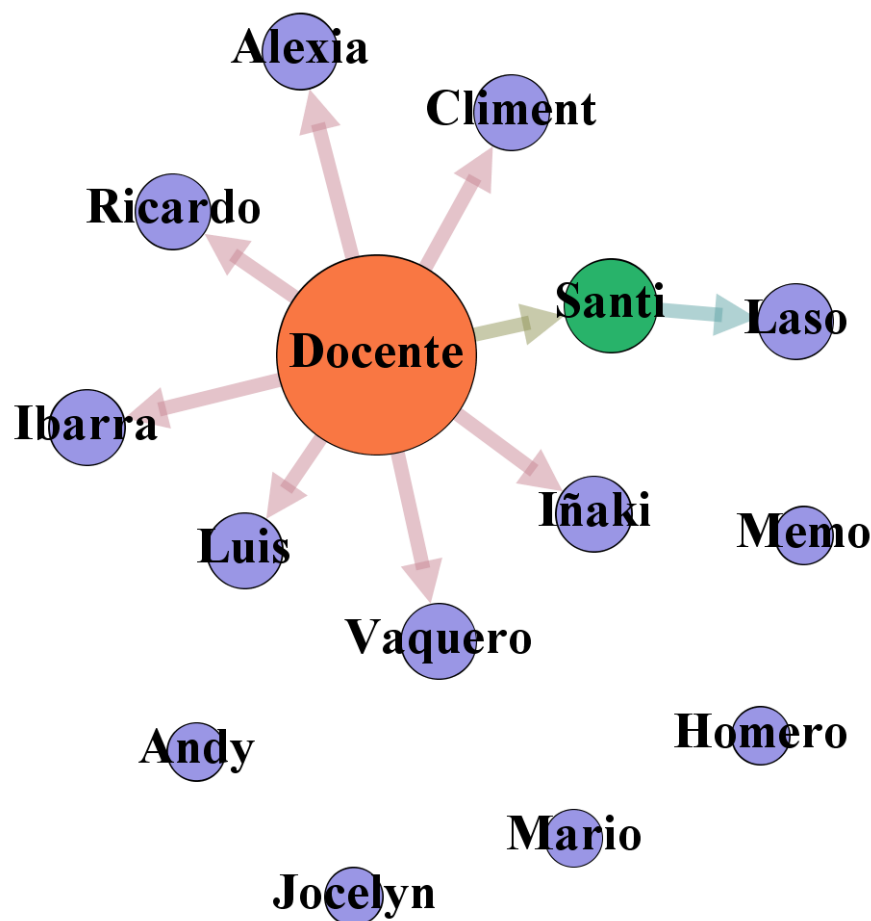 Alexia
Climent
Ricardo
Santi
Laso
Docente
Ibarra
Iñaki
Luis
Memo
Vaquero
Andy
Homero
Mario
Jocelyn